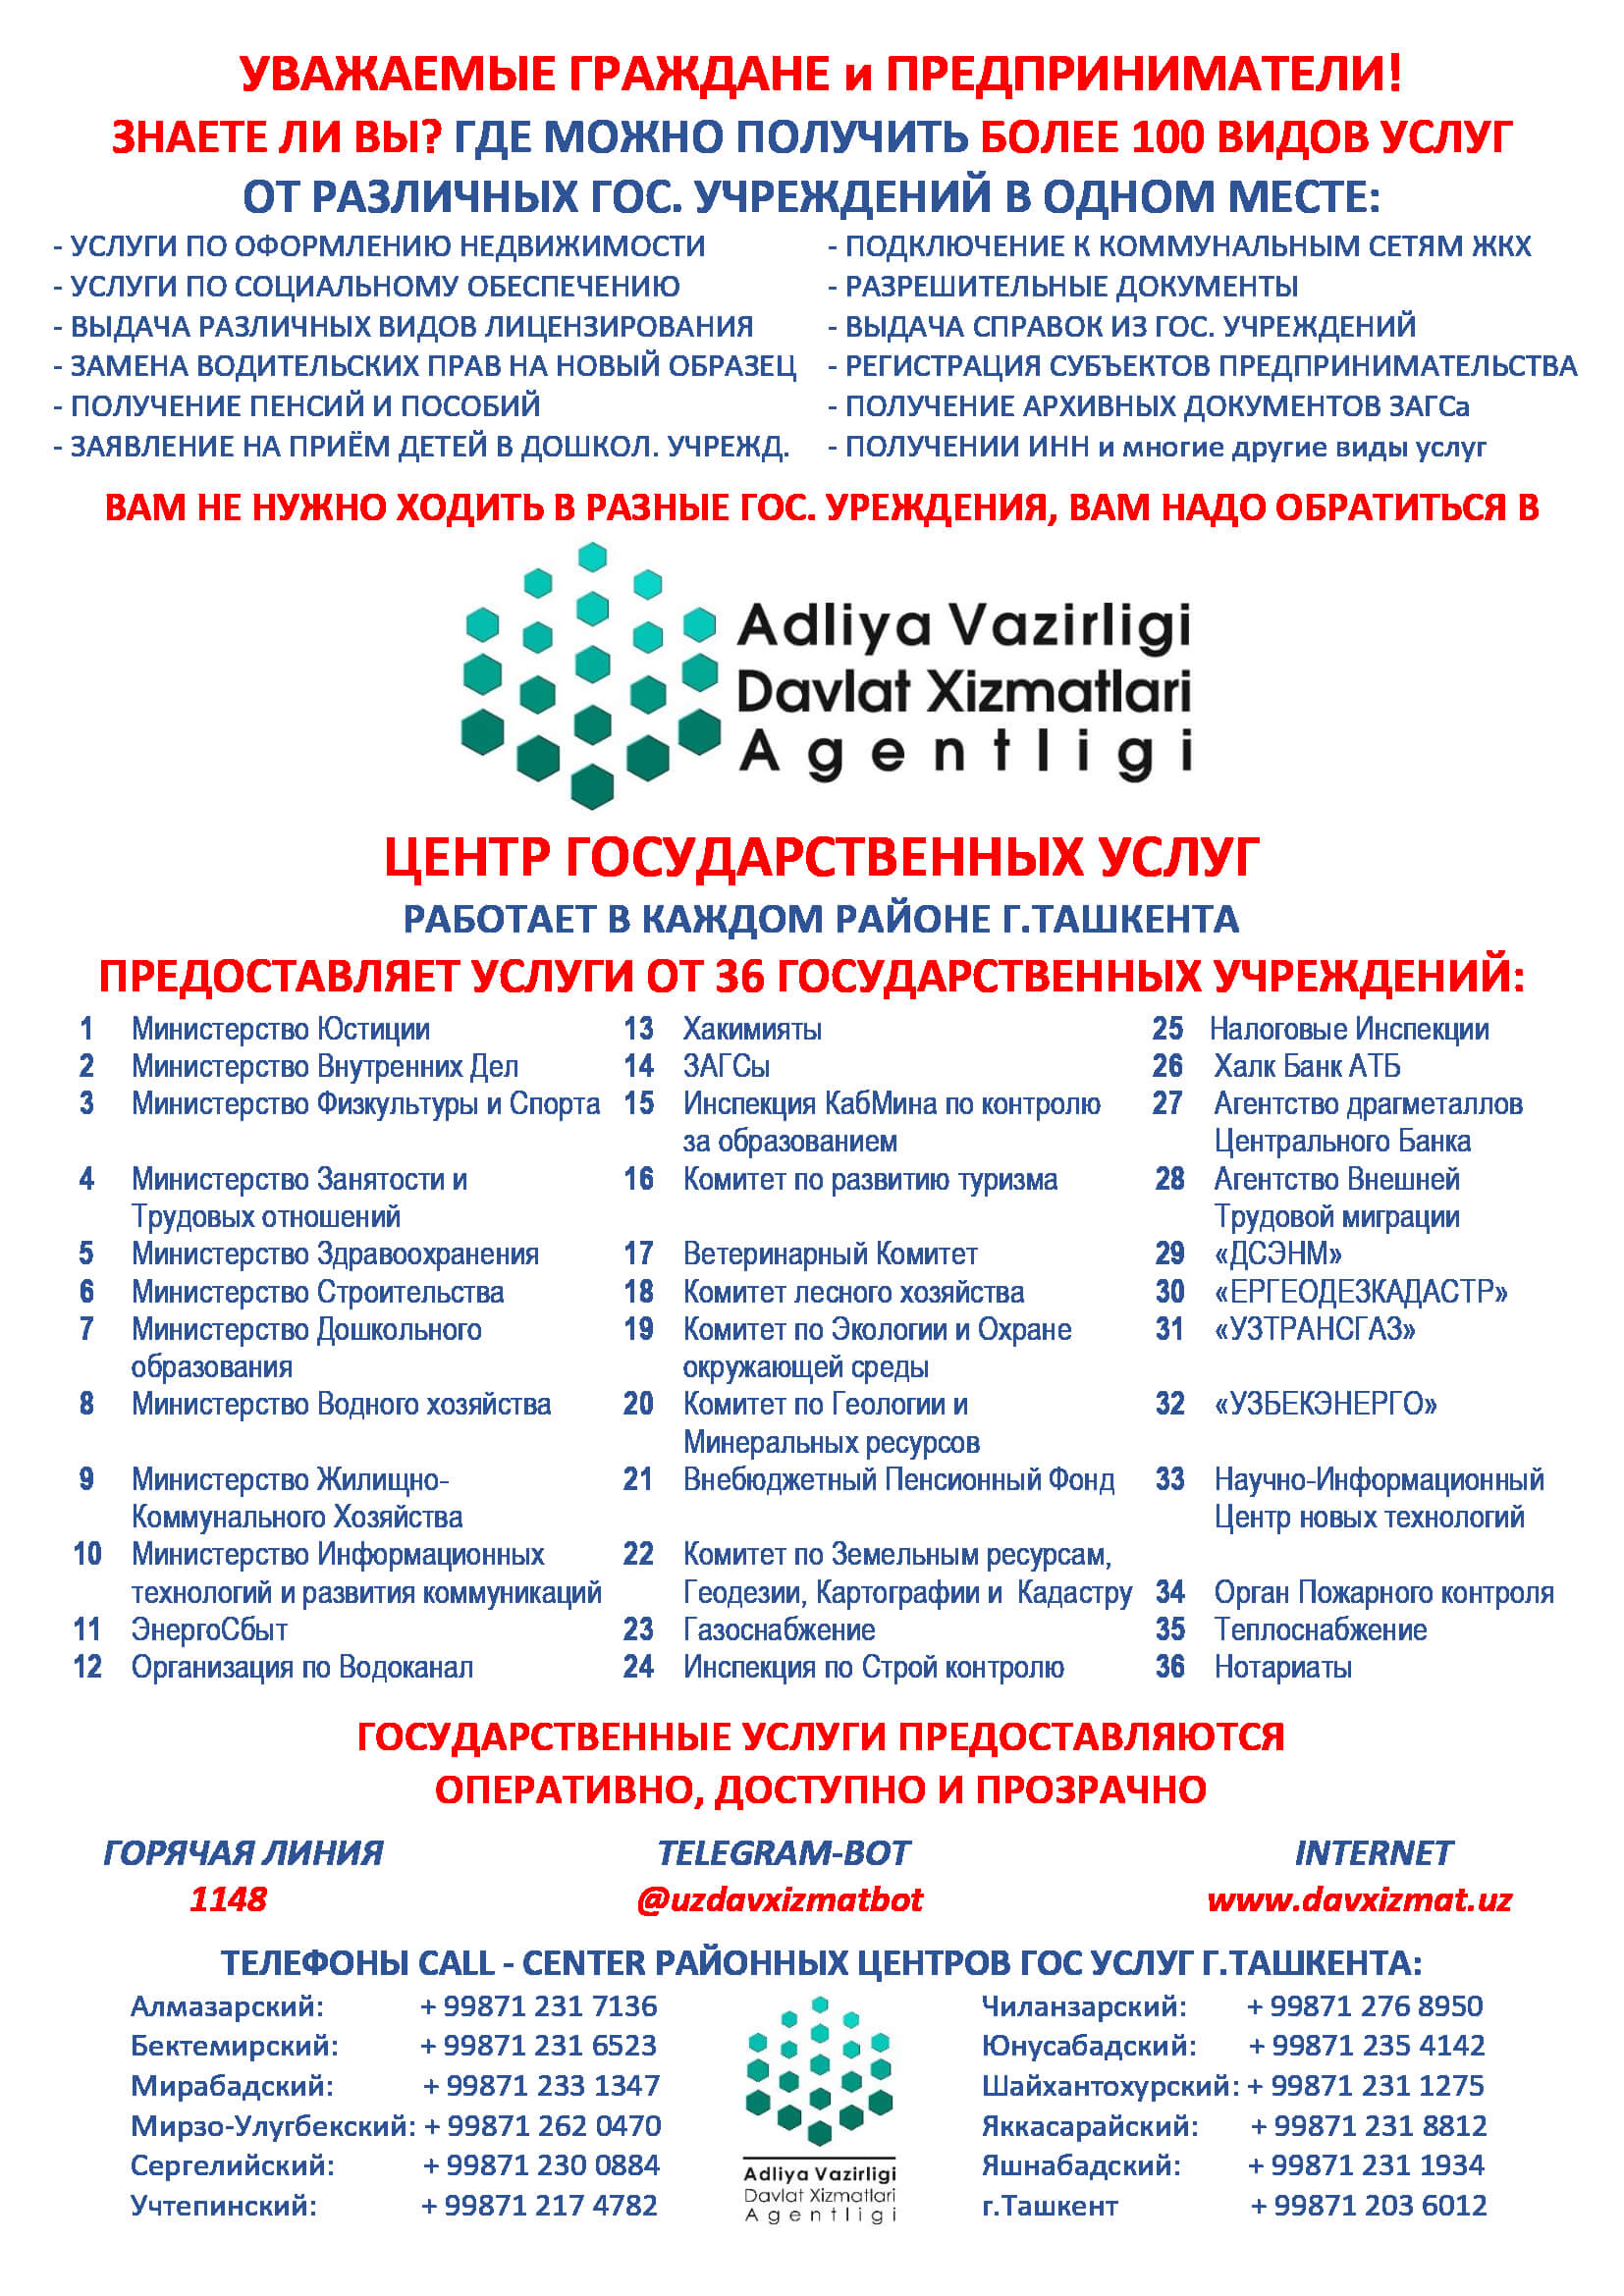 УВАЖАЕМЫЕ ГРАЖДАНЕ и ПРЕДПРИНИМАТЕЛИ!
ЗНАЕТЕ ЛИ ВЫ? ГДЕ МОЖНО ПОЛУЧИТЬ БОЛЕЕ 100 ВИДОВ УСЛУГ
ОТ РАЗЛИЧНЫХ ГОС. УЧРЕЖДЕНИЙ В ОДНОМ МЕСТЕ:
- УСЛУГИ ПО ОФОРМЛЕНИЮ НЕДВИЖИМОСТИ
- УСЛУГИ ПО СОЦИАЛЬНОМУ ОБЕСПЕЧЕНИЮ
- ВЫДАЧА РАЗЛИЧНЫХ ВИДОВ ЛИЦЕНЗИРОВАНИЯ
- ЗАМЕНА ВОДИТЕЛЬСКИХ ПРАВ НА НОВЫЙ ОБРАЗЕЦ
- ПОЛУЧЕНИЕ ПЕНСИЙ И ПОСОБИЙ
- ЗАЯВЛЕНИЕ НА ПРИЁМ ДЕТЕЙ В ДОШКОЛ. УЧРЕЖД.
- ПОДКЛЮЧЕНИЕ К КОММУНАЛЬНЫМ СЕТЯМ ЖКХ
- РАЗРЕШИТЕЛЬНЫЕ ДОКУМЕНТЫ
- ВЫДАЧА СПРАВОК ИЗ ГОС. УЧРЕЖДЕНИЙ
- РЕГИСТРАЦИЯ СУБЪЕКТОВ ПРЕДПРИНИМАТЕЛЬСТВА
- ПОЛУЧЕНИЕ АРХИВНЫХ ДОКУМЕНТОВ ЗАГСа
- ПОЛУЧЕНИИ ИНН и многие другие виды услуг
ВАМ НЕ НУЖНО ХОДИТЬ В РАЗНЫЕ ГОС. УРЕЖДЕНИЯ, ВАМ НАДО ОБРАТИТЬСЯ В
Adliya Vazirligi
Davlat Xizmatlari
Agentligi
ЦЕНТР ГОСУДАРСТВЕННЫХ УСЛУГ
РАБОТАЕТ В КАЖДОМ РАЙОНЕ Г.ТАШКЕНТА
ПРЕДОСТАВЛЯЕТ УСЛУГИ ОТ 36 ГОСУДАРСТВЕННЫХ УЧРЕЖДЕНИЙ:
1 Министерство Юстиции
2 Министерство Внутренних Дел
3 Министерство Физкультуры и Спорта
4 Министерство Занятости и
Трудовых отношений
5 Министерство Здравоохранения
6 Министерство Строительства
7 Министерство Дошкольного
образования
8 Министерство Водного хозяйства
9 Министерство Жилищно-
Коммунального Хозяйства
10 Министерство Информационных
технологий и развития коммуникаций
11 ЭнергоСбыт
12 Организация по Водоканал
13 Хакимияты
14 ЗАГСы
15 Инспекция КабМина по контролю
за образованием
16 Комитет по развитию туризма
17 Ветеринарный Комитет
18 Комитет лесного хозяйства
19 Комитет по Экологии и Охране
окружающей среды
20 Комитет по Геологии и
Минеральных ресурсов
21 Внебюджетный Пенсионный Фонд
22 Комитет по Земельным ресурсам,
Геодезии, Картографии и Кадастру
23 Газоснабжение
24 Инспекция по Строй контролю
25 Налоговые Инспекции
26 Халк Банк АТБ
27 Агентство драгметаллов
Центрального Банка
28 Агентство Внешней
Трудовой миграции
29 «ДСЭНМ»
30 «ЕРГЕОДЕЗКАДАСТР»
31 «УЗТРАНСГАЗ»
32 «УЗБЕКЭНЕРГО»
33 Научно-Информационный
Центр новых технологий
34 Орган Пожарного контроля
35 Теплоснабжение
36 Нотариаты
ГОСУДАРСТВЕННЫЕ УСЛУГИ ПРЕДОСТАВЛЯЮТСЯ
ОПЕРАТИВНО, ДОСТУПНО И ПРОЗРАЧНО
ГОРЯЧАЯ ЛИНИЯ
1148
TELEGRAM-BOT
@uzdavxizmatbot
INTERNET
www.davxizmat.uz
ТЕЛЕФОНЫ CALL - CENTER РАЙОННЫХ ЦЕНТРОВ ГОС УСЛУГ Г.ТАШКЕНТА:
Алмазарский: + 99871 231 7136
Бектемирский: + 99871 231 6523
Мирабадский: + 99871 233 1347
Мирзо-Улугбекский: + 99871 262 0470
Сергелийский: + 99871 230 0884
Учтепинский: + 99871 217 4782
Adliya Vazirligi
Davlat Xizmatlari
Agentligi
Чиланзарский: + 99871 276 8950
Юнусабадский: + 99871 235 4142
Шайхантохурский: + 99871 231 1275
Яккасарайский: + 99871 231 8812
Яшнабадский: + 99871 231 1934
г.Ташкент + 99871 203 6012